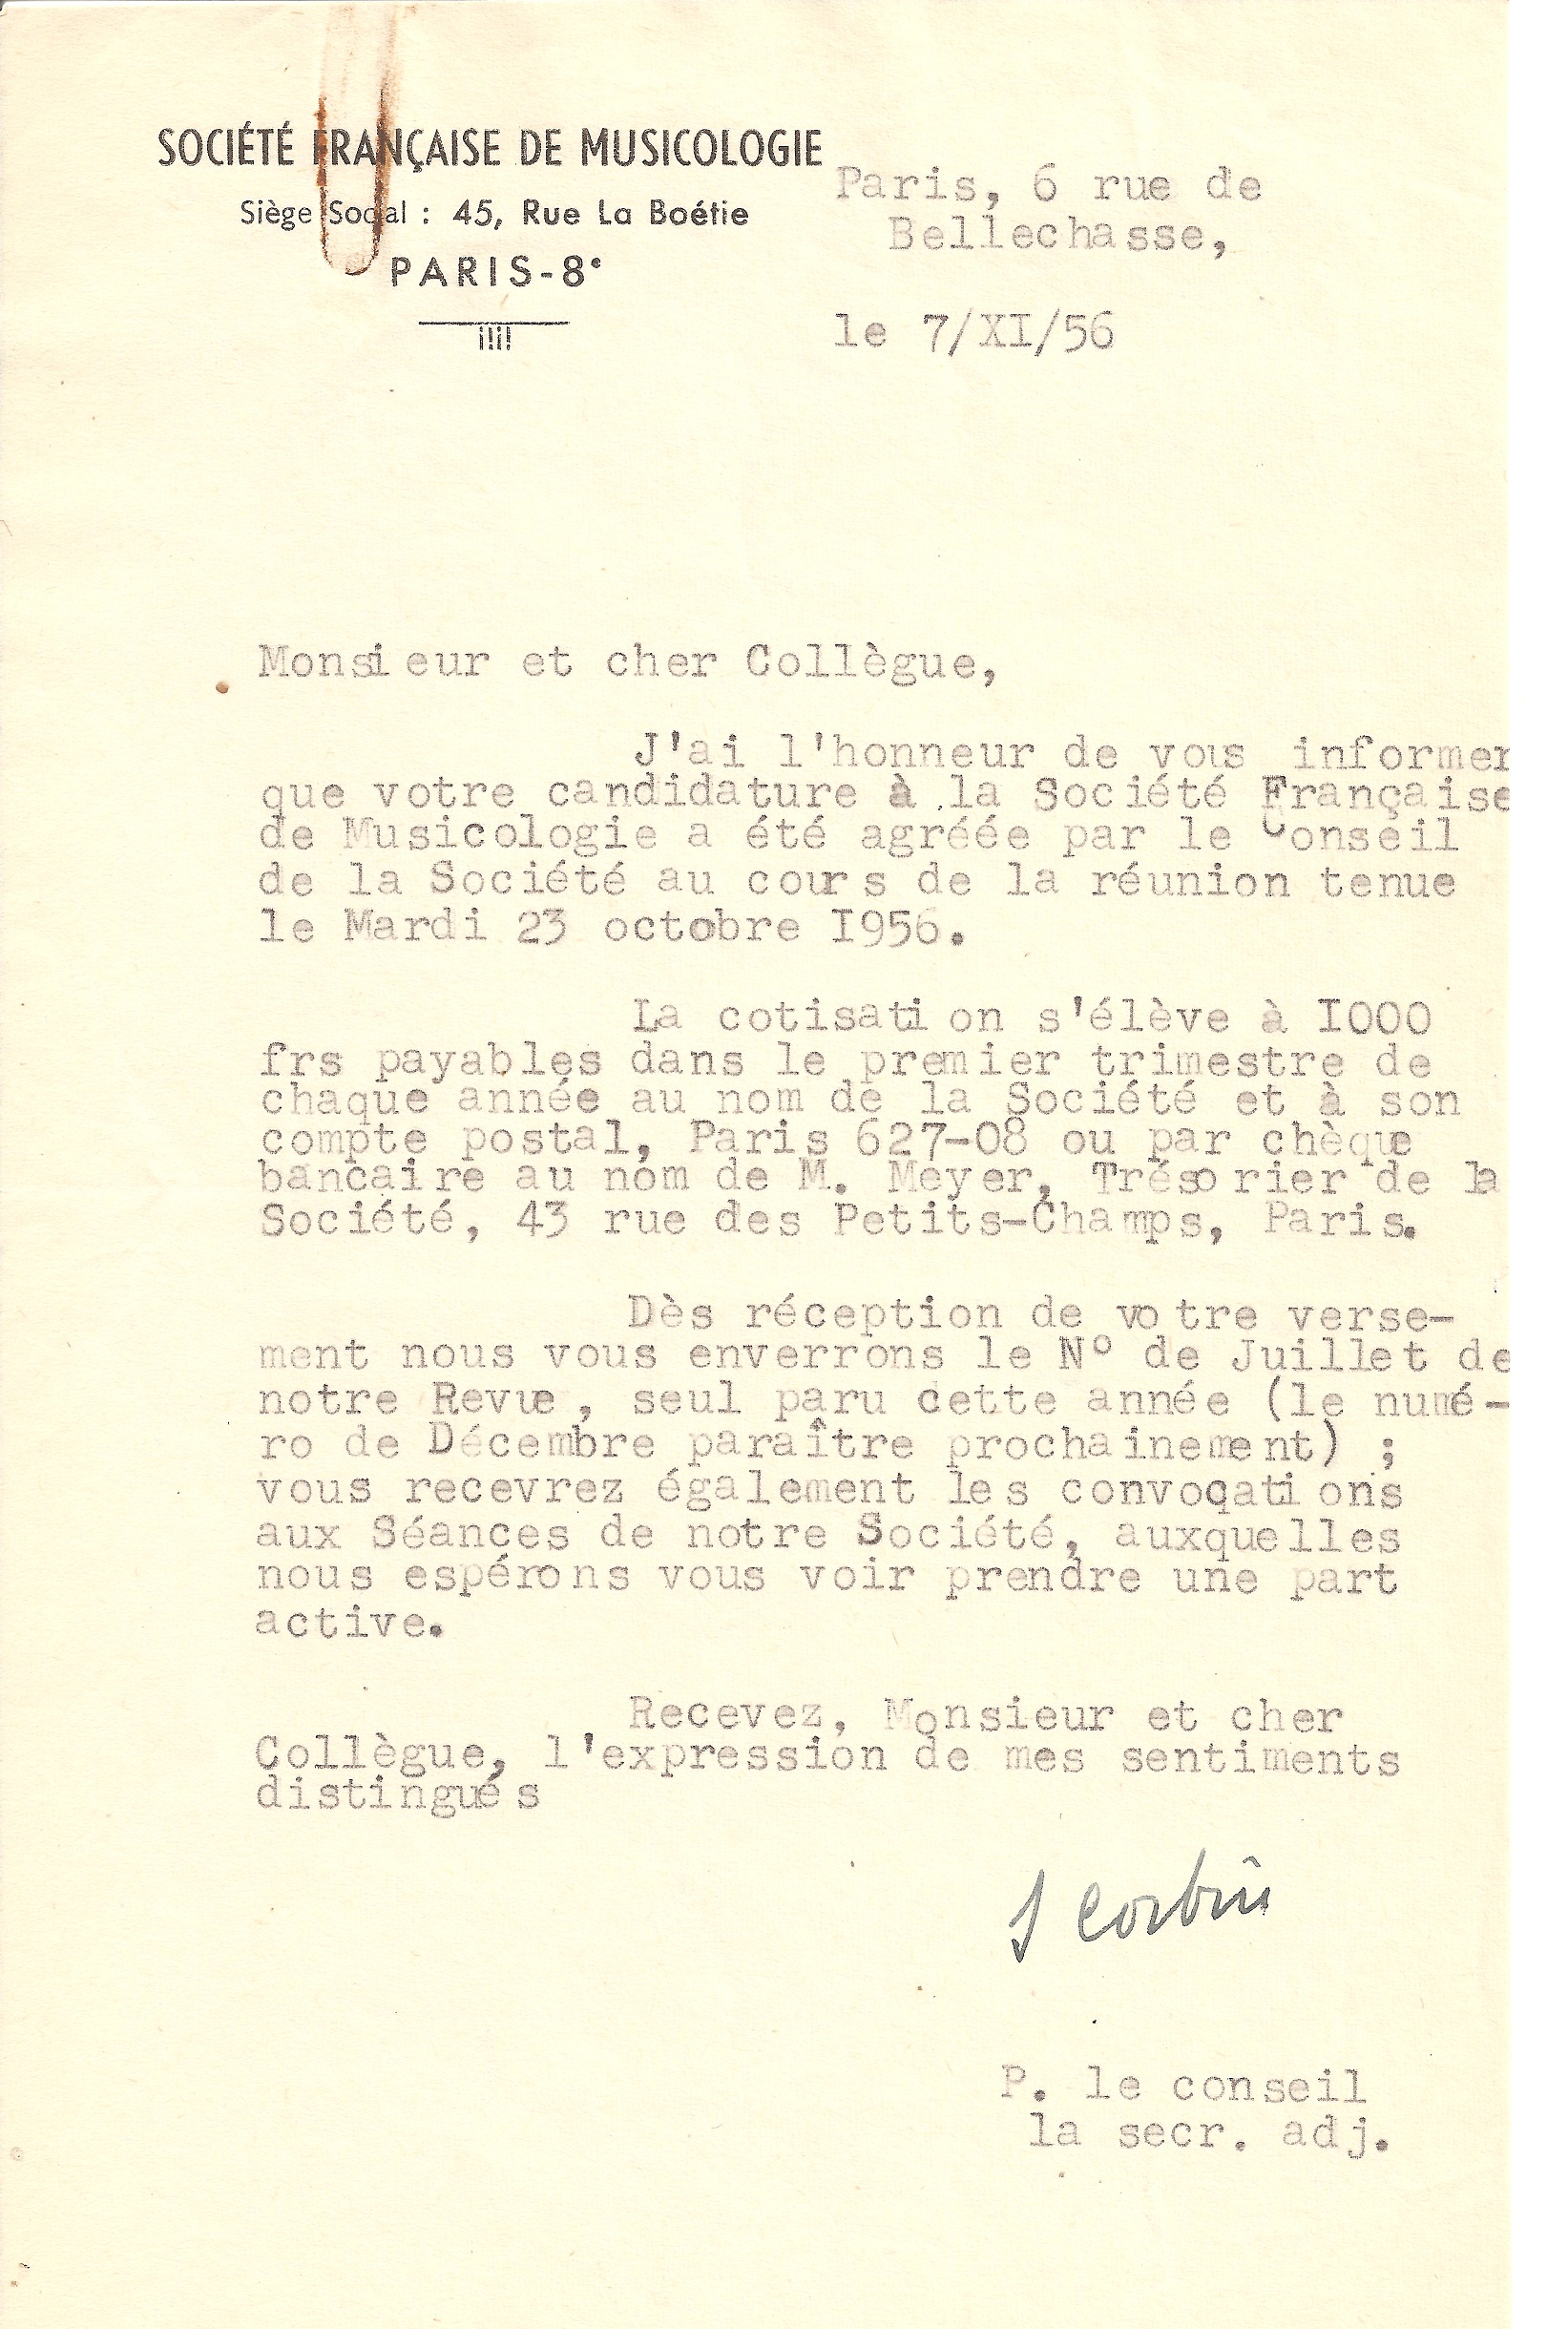 SOCIÉTÉ FRANÇAISE DE MUSICOLOGIE
Siège Social : 45, Rue La Boétie
PARIS-8e
Paris, 6 rue de
Bellechasse,
le 7/XI/56
Monsieur et cher Collègue,
J'ai l'honneur de vous informer
que votre candidature à la Société Française
de Musicologie a été agréée par le Conseil
de la Société au cours de la réunion tenue
le Mardi 23 octobre I956.
La cotisation s'élève à I000
frs payables dans le premier trimestre de
chaque année au nom de la Société et à son
compte postal, Paris 627-08 ou par chèque
bancaire au nom de M. Meyer, Trésorier de la
Société, 43 rue des Petits-Champs, Paris.
Dès réception de votre verse-
ment nous vous enverrons le N° de Juillet de
notre Revue, seul paru cette année (le numé-
ro de Décembre paraître prochainement) ;
vous recevrez également les convocations
aux Séances de notre Société, auxquelles
nous espérons vous voir prendre une part
active.
Recevez, Monsieur et cher
Collègue, l'expression de mes sentiments
distingués
S Corbin
P. le conseil
la secr. adj.